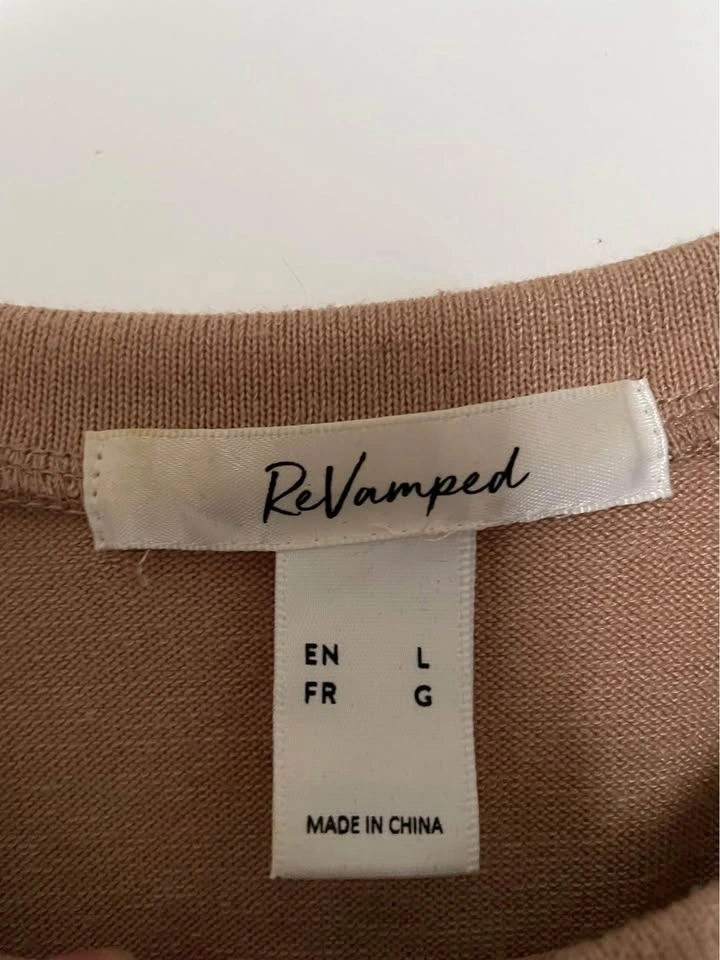 ReVamped
EN L
FR G
MADE IN CHINA